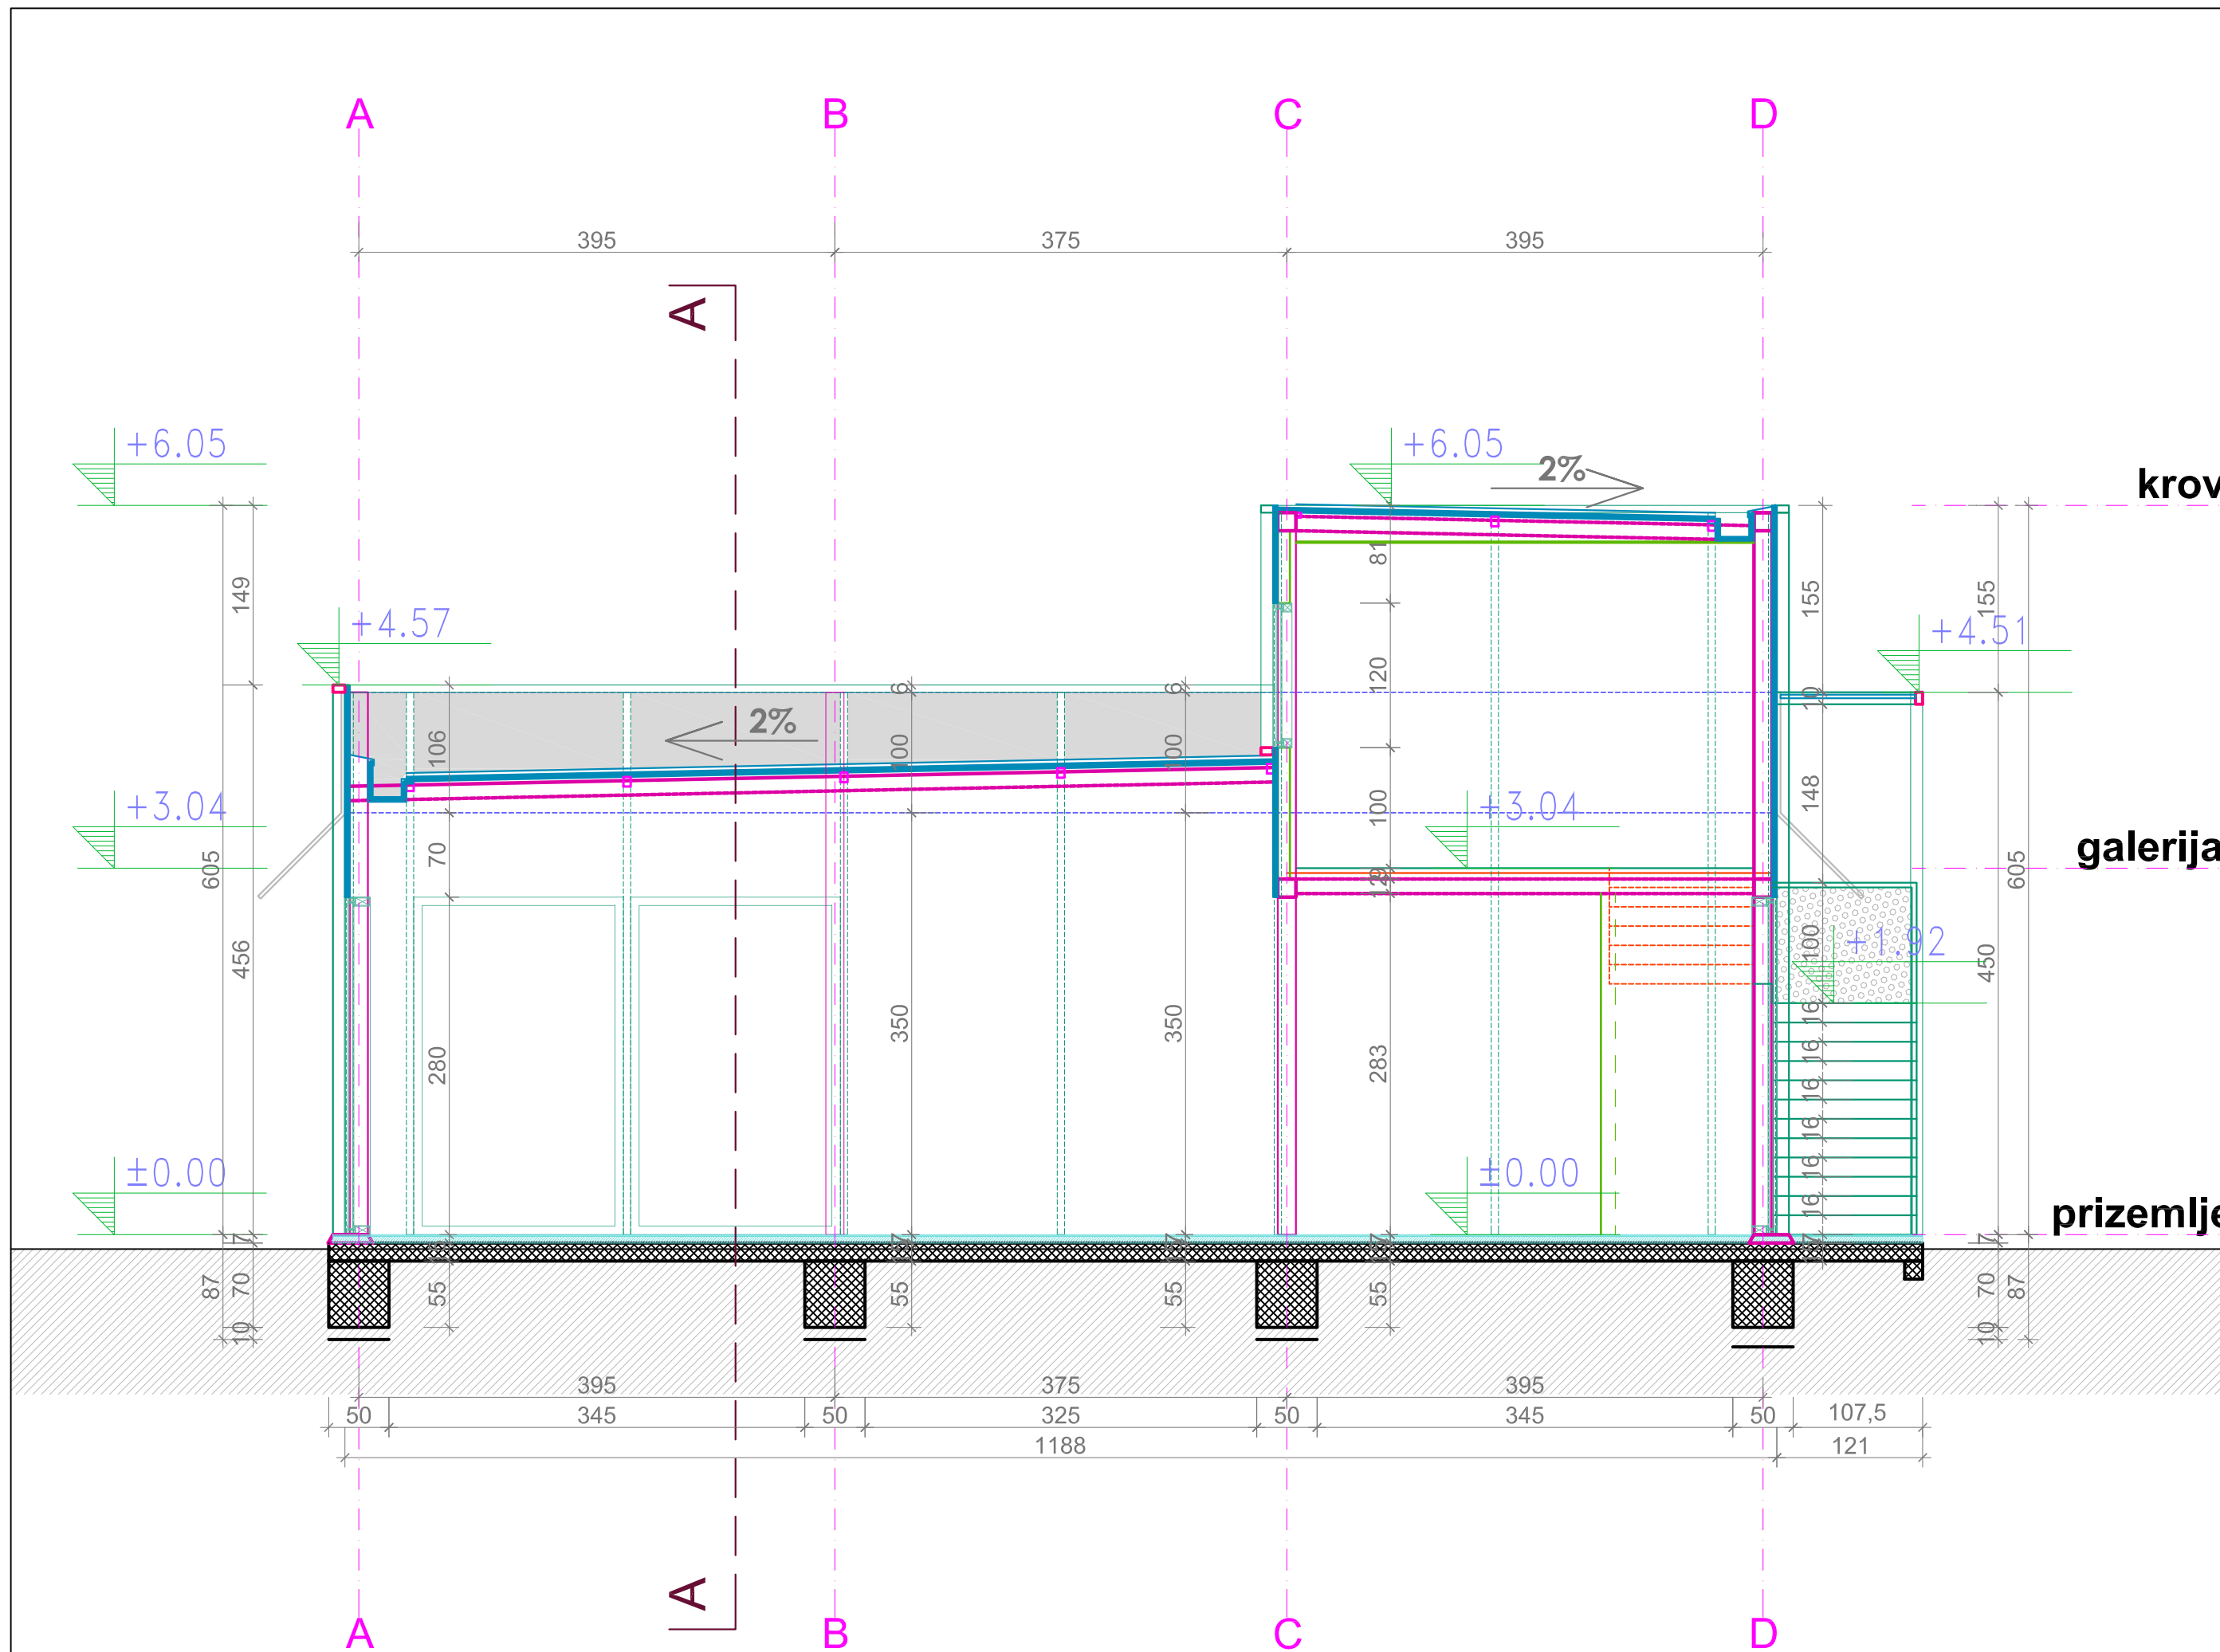 A B C D
395 375 395
A
+6.05 +6.05 2% krov
+4.57 +4.51
2%
+3.04 +3.04 galerija
+1.92
±0.00 ±0.00 prizemlje
605 149 456 7 87 70 10
106 70 280 55
6 100 350 55
6 100 350 55
81 120 100 283 55
155 10 148 100 16 16 16 16 16 16
155 450 7 70 10
605 87
395 375 395
50 345 50 325 50 345 50 107,5
1188 121
A
A B C D